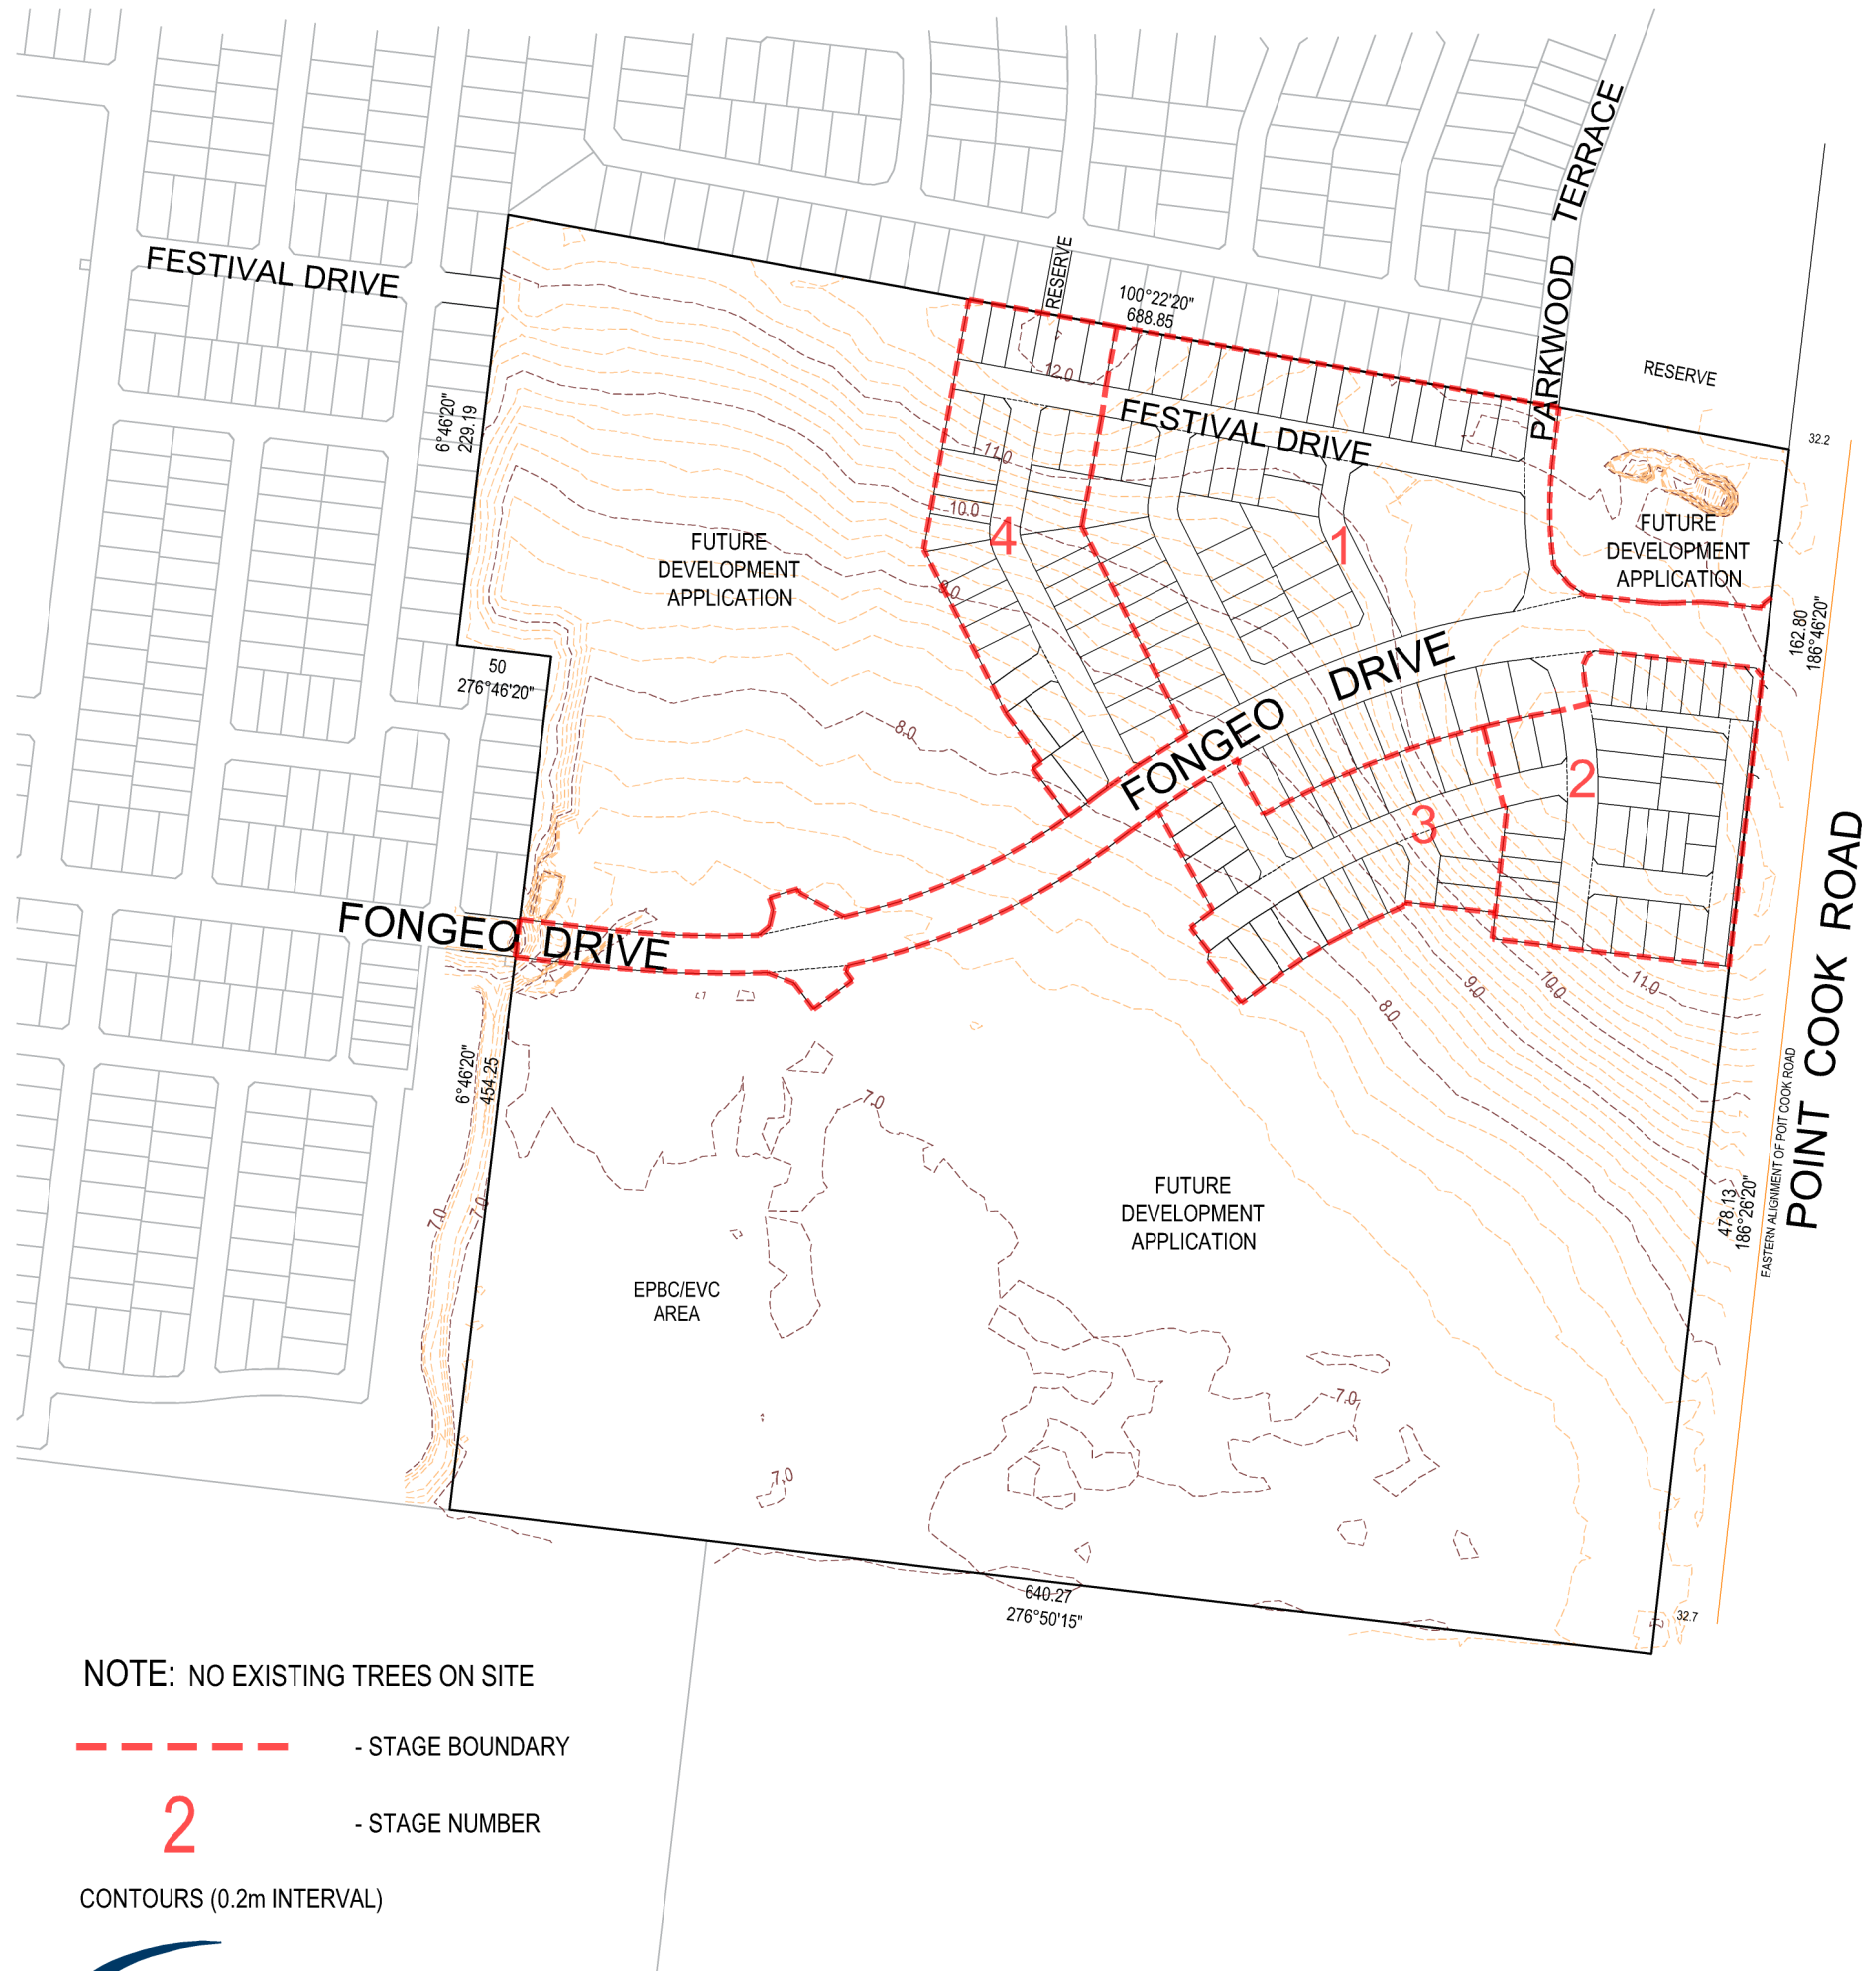 PARKWOOD TERRACE
FESTIVAL DRIVE
RESERVE
100°22'20"
688.85
RESERVE
12.0
6°46'20"
229.19
FESTIVAL DRIVE
32.2
11.0
10.0
4
1
FUTURE
DEVELOPMENT
APPLICATION
FUTURE
DEVELOPMENT
APPLICATION
9.0
162.80
186°46'20"
50
276°46'20"
8.0
FONGEO DRIVE
2
3
POINT COOK ROAD
FONGEO DRIVE
11.0
10.0
9.0
8.0
6°46'20"
454.25
7.0
EASTERN ALIGNMENT OF POIT COOK ROAD
7.0
7.0
FUTURE
DEVELOPMENT
APPLICATION
478.13
186°26'20"
EPBC/EVC
AREA
7.0
7.0
640.27
276°50'15"
32.7
NOTE: NO EXISTING TREES ON SITE
- STAGE BOUNDARY
2 - STAGE NUMBER
CONTOURS (0.2m INTERVAL)